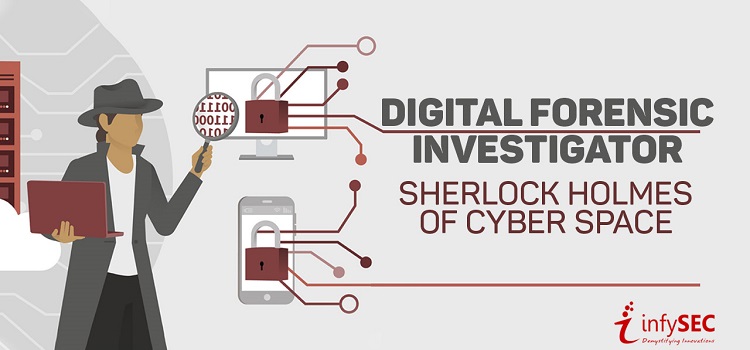 DIGITAL FORENSIC
INVESTIGATOR
SHERLOCK HOLMES
OF CYBER SPACE
infySEC
Demystifying Innovations